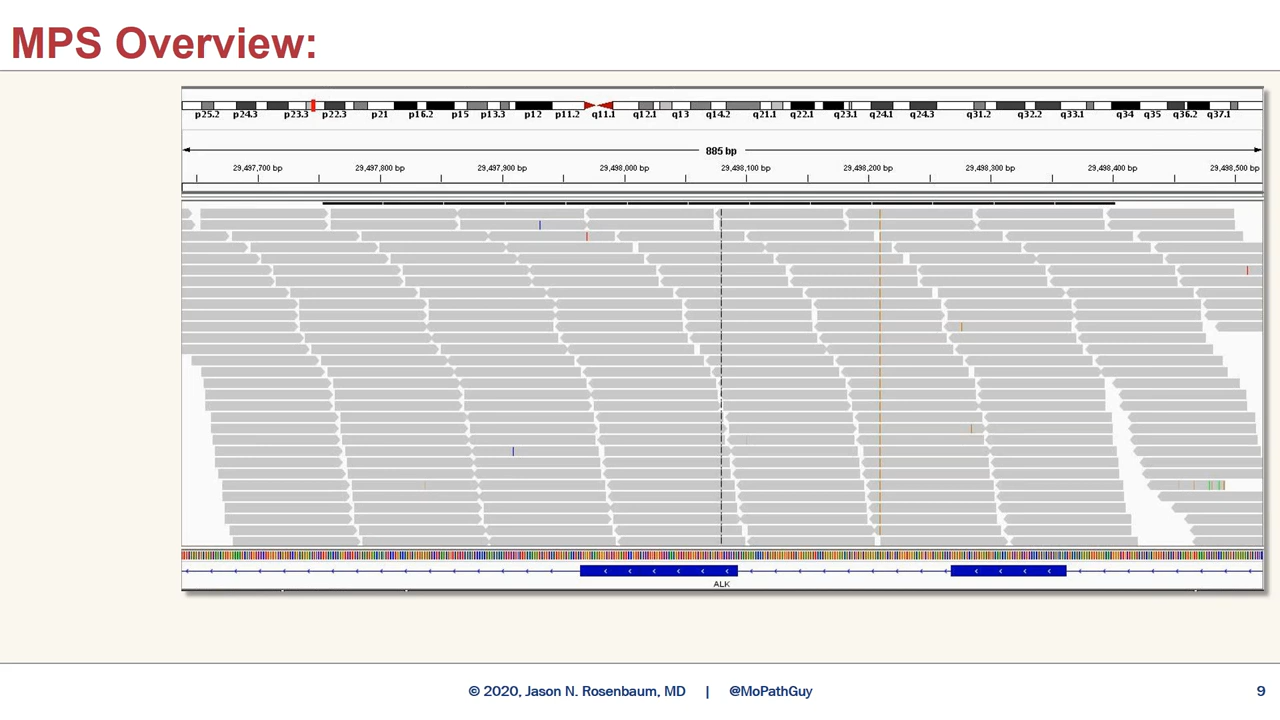 MPS Overview:
p25.2 p24.3 p23.3 p22.3 p21 p16.2 p15 p13.3 p12 p11.2 q11.1 q12.1 q13 q14.2 q21.1 q22.1 q23.1 q24.1 q24.3 q31.2 q32.2 q33.1 q34 q35 q36.2 q37.1
885 bp
29,497,700 bp 29,497,800 bp 29,497,900 bp 29,498,000 bp 29,498,100 bp 29,498,200 bp 29,498,300 bp 29,498,400 bp 29,498,500 bp
ALK
© 2020, Jason N. Rosenbaum, MD | @MoPathGuy 9